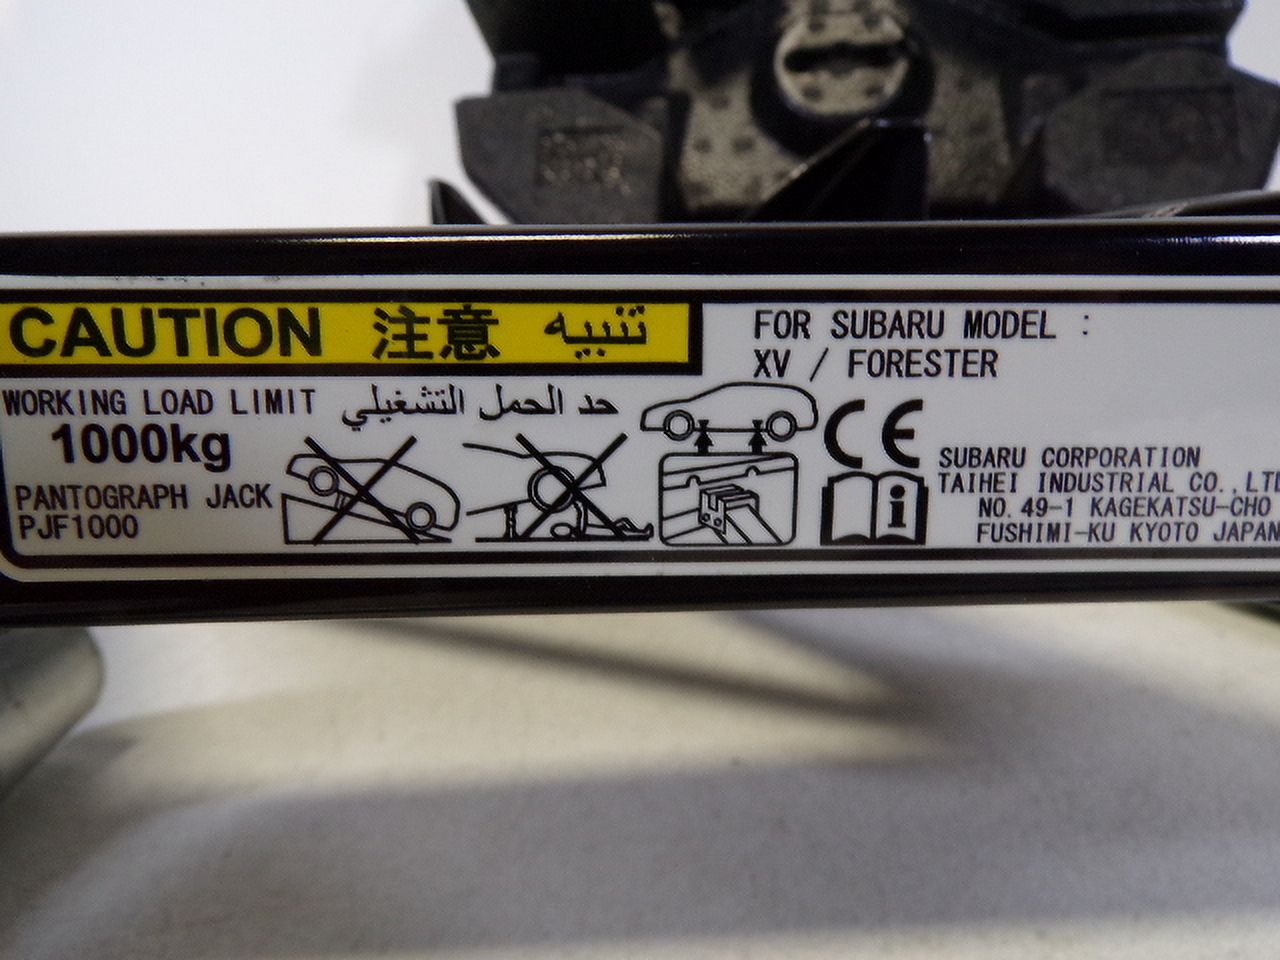 CAUTION 注意 تنبيه
WORKING LOAD LIMIT حد الحمل التشغيلي
1000kg
PANTOGRAPH JACK
PJF1000
FOR SUBARU MODEL :
XV / FORESTER
CE
i
SUBARU CORPORATION
TAIHEI INDUSTRIAL CO.,LTD
NO. 49-1 KAGEKATSU-CHO
FUSHIMI-KU KYOTO JAPAN